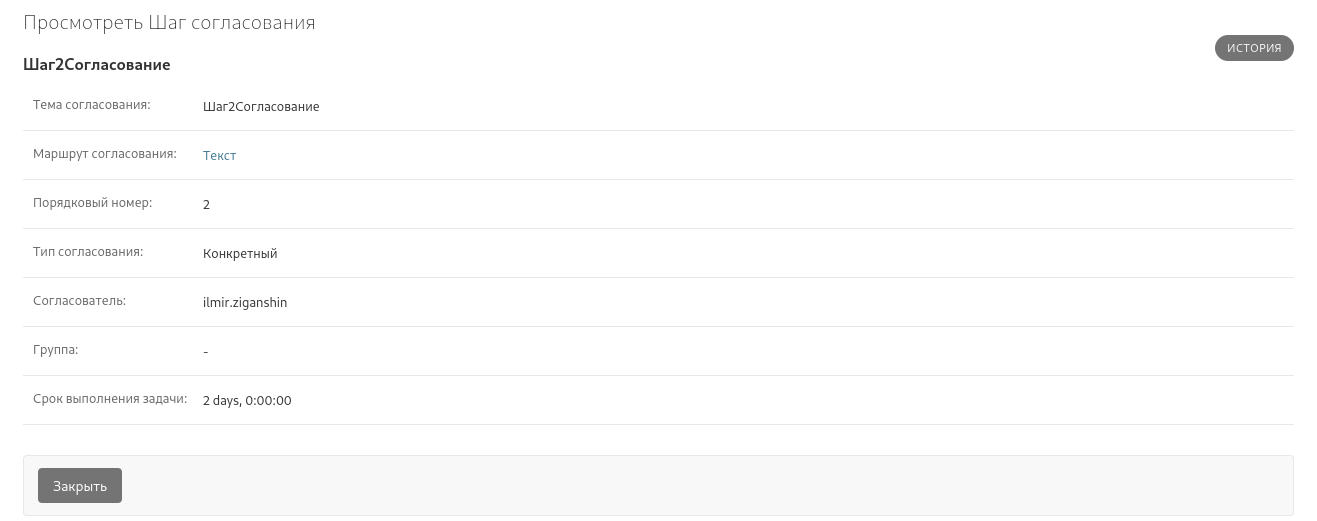 Просмотреть Шаг согласования
ИСТОРИЯ
Шаг2Согласование
Тема согласования: Шаг2Согласование
Маршрут согласования: Текст
Порядковый номер: 2
Тип согласования: Конкретный
Согласователь: ilmir.ziganshin
Группа: -
Срок выполнения задачи: 2 days, 0:00:00
Закрыть